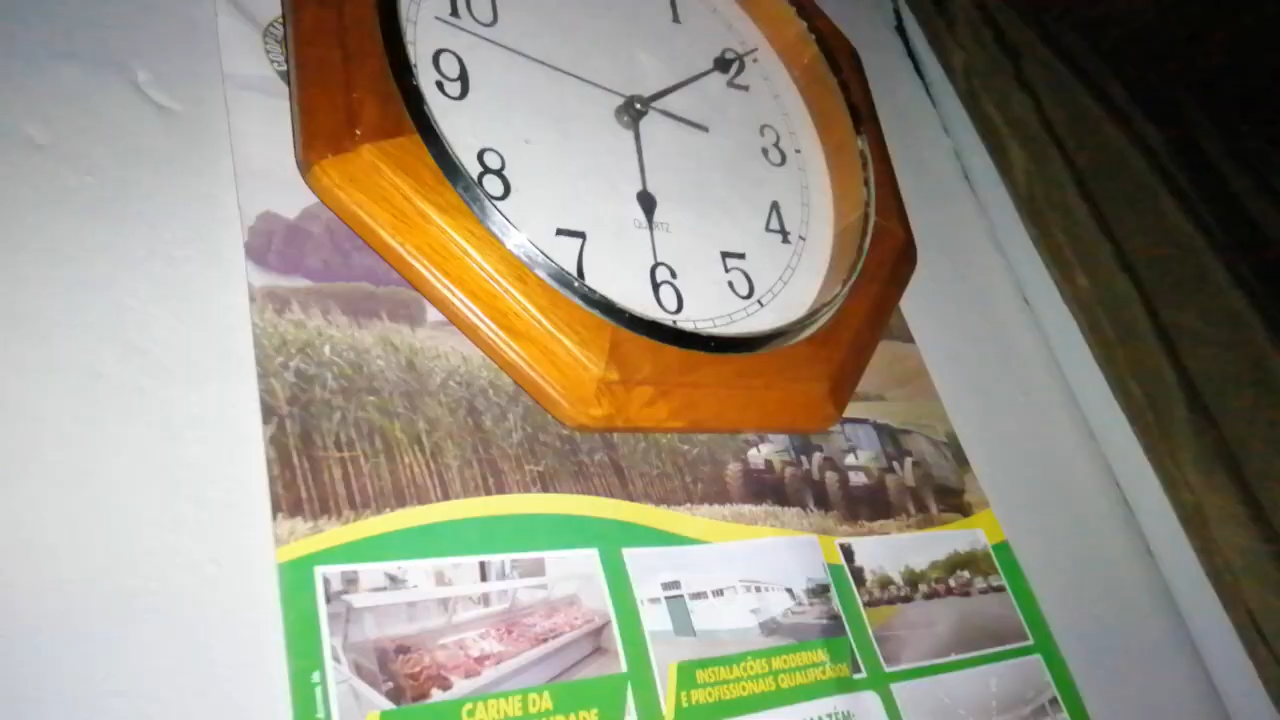 10
1
9
2
8
3
QUARTZ
4
7
6
5
INSTALAÇÕES MODERNAS
E PROFISSIONAIS QUALIFICADOS
CARNE DA